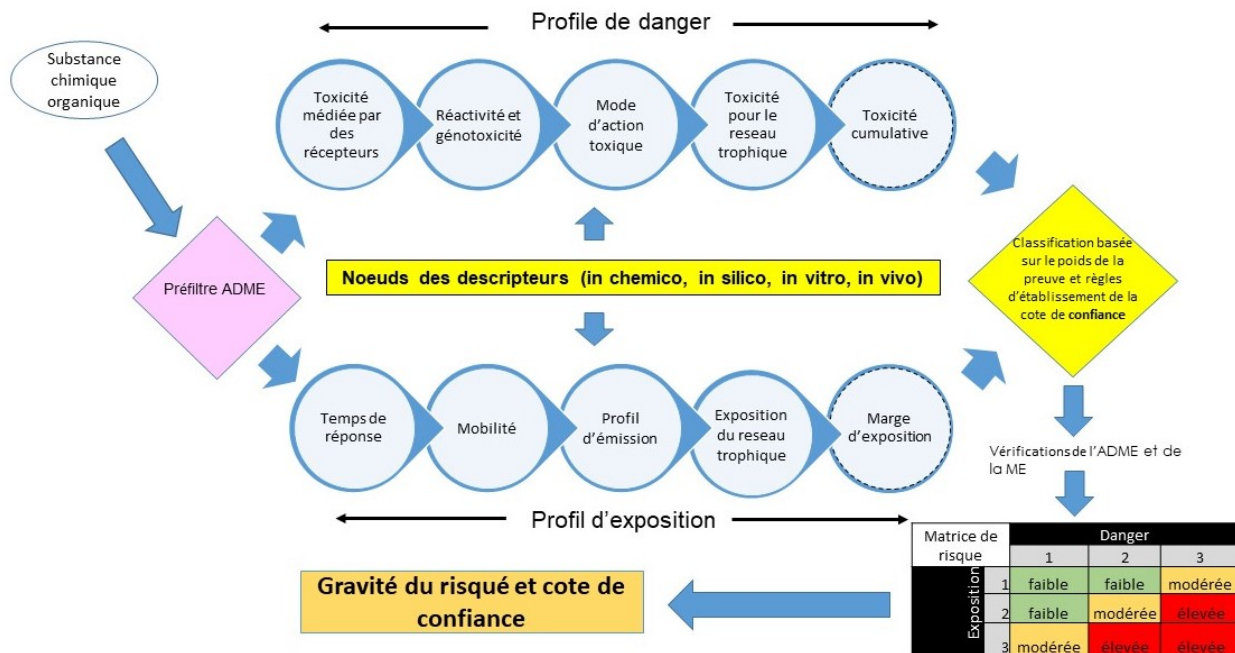 Profile de danger
Substance
chimique
organique
Toxicité
médiée par
des
récepteurs
Réactivité et
génotoxicité
Mode
d'action
toxique
Toxicité
pour le
reseau
trophique
Toxicité
cumulative
Préfiltre ADME
Noeuds des descripteurs (in chemico, in silico, in vitro, in vivo)
Classification basée
sur le poids de la
preuve et règles
d'établissement de la
cote de confiance
Temps de
réponse
Mobilité
Profil
d'émission
Exposition
du reseau
trophique
Marge
d'exposition
Vérifications de l'ADME et de
la ME
Profil d'exposition
Gravité du risqué et cote de
confiance
Matrice de
risque
Danger
1 2 3
Exposition
1 faible faible modérée
2 faible modérée élevée
3 modérée élevée élevée